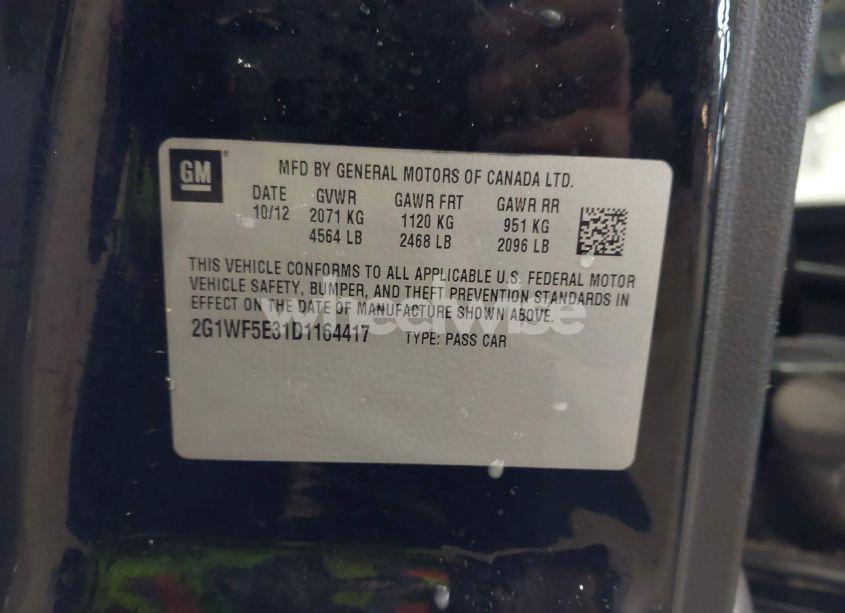 GM
MFD BY GENERAL MOTORS OF CANADA LTD.
DATE GVWR GAWR FRT GAWR RR
10/12 2071 KG 1120 KG 951 KG
4564 LB 2468 LB 2096 LB
THIS VEHICLE CONFORMS TO ALL APPLICABLE U.S. FEDERAL MOTOR
VEHICLE SAFETY, BUMPER, AND THEFT PREVENTION STANDARDS IN
EFFECT ON THE DATE OF MANUFACTURE SHOWN ABOVE.
wheelwise
2G1WF5E31D1164417 TYPE: PASS CAR